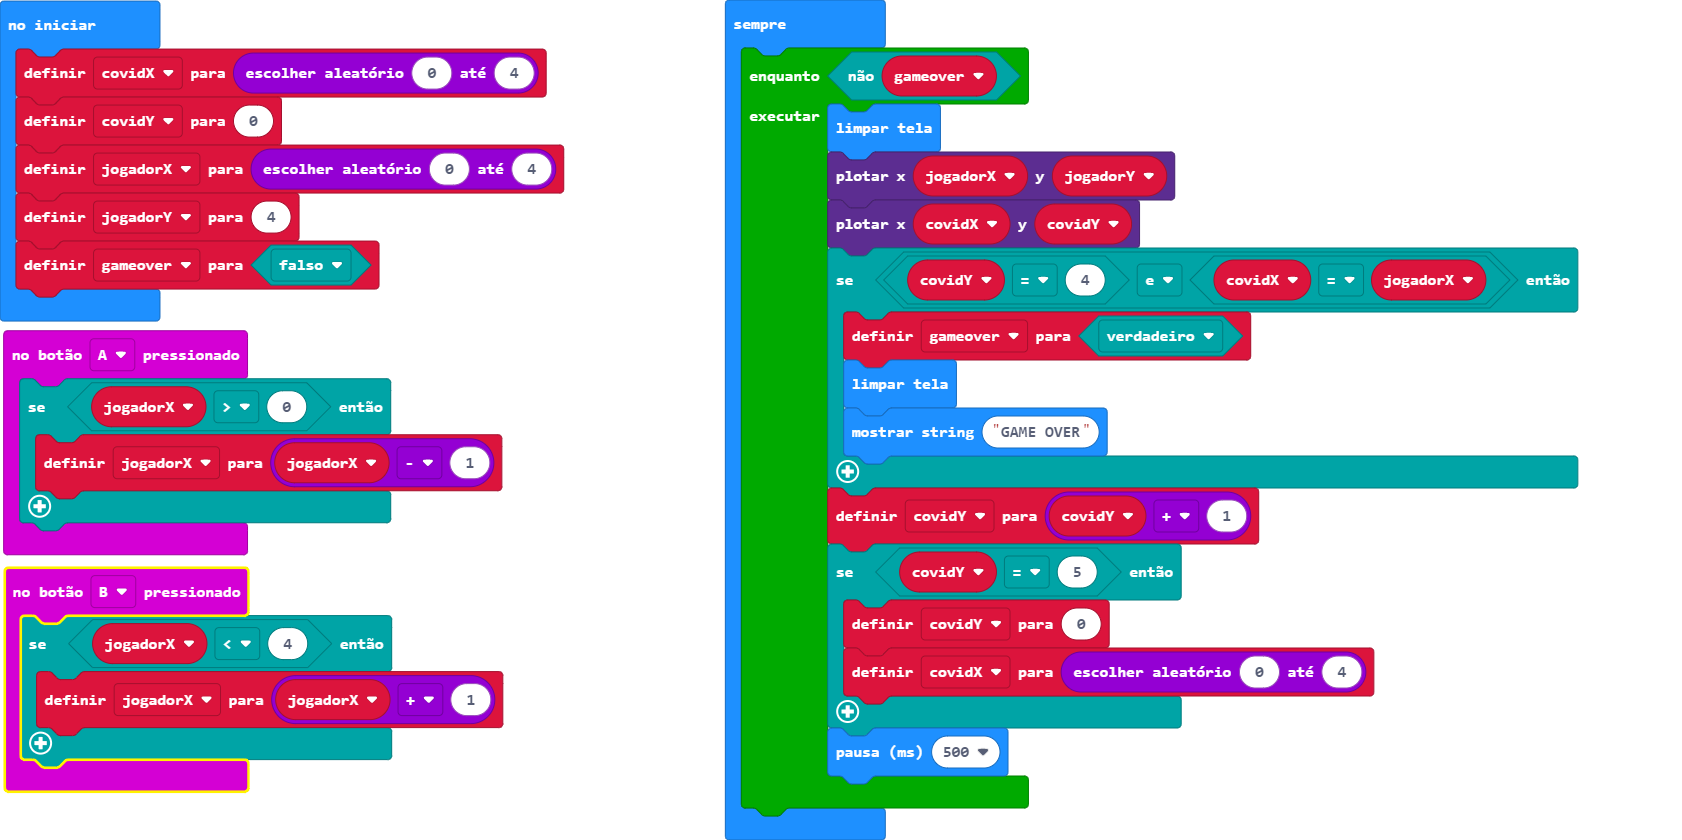 no iniciar
definir covidX para escolher aleatório 0 até 4
definir covidY para 0
definir jogadorX para escolher aleatório 0 até 4
definir jogadorY para 4
definir gameover para falso
no botão A pressionado
se jogadorX > 0 então
definir jogadorX para jogadorX - 1
no botão B pressionado
se jogadorX < 4 então
definir jogadorX para jogadorX + 1
sempre
enquanto não gameover
executar
limpar tela
plotar x jogadorX y jogadorY
plotar x covidX y covidY
se covidY = 4 e covidX = jogadorX então
definir gameover para verdadeiro
limpar tela
mostrar string "GAME OVER"
definir covidY para covidY + 1
se covidY = 5 então
definir covidY para 0
definir covidX para escolher aleatório 0 até 4
pausa (ms) 500